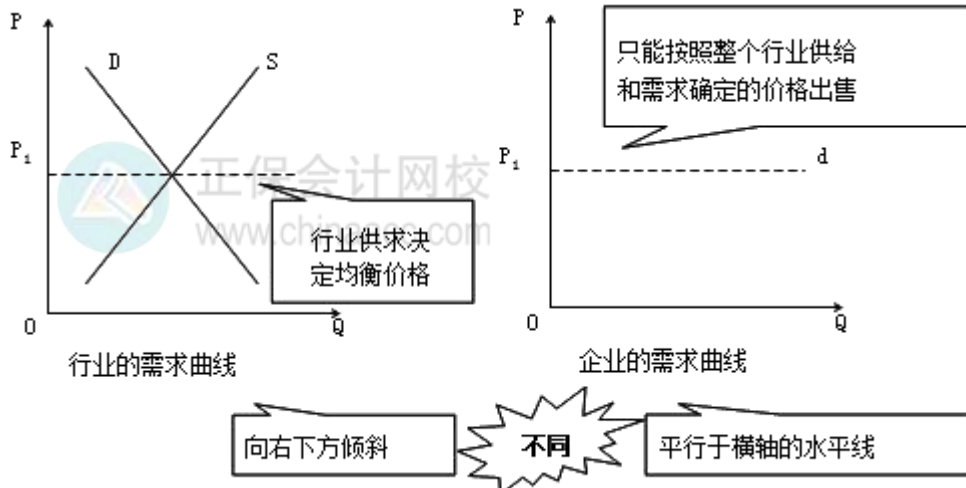 P
D
S
P1
正保会计网校
www.chinaacc.com
行业供求决
定均衡价格
O
Q
行业的需求曲线
P
只能按照整个行业供给
和需求确定的价格出售
P1
d
O
Q
企业的需求曲线
向右下方倾斜
不同
平行于横轴的水平线